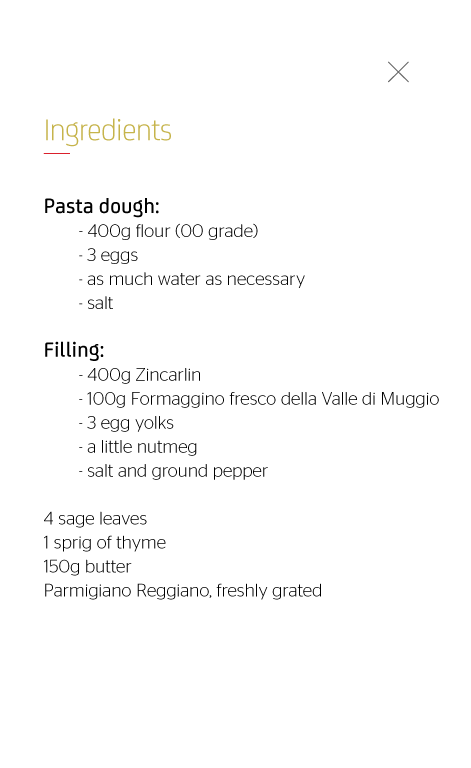 Ingredients
Pasta dough:
- 400g flour (00 grade)
- 3 eggs
- as much water as necessary
- salt
Filling:
- 400g Zincarlin
- 100g Formaggino fresco della Valle di Muggio
- 3 egg yolks
- a little nutmeg
- salt and ground pepper
4 sage leaves
1 sprig of thyme
150g butter
Parmigiano Reggiano, freshly grated